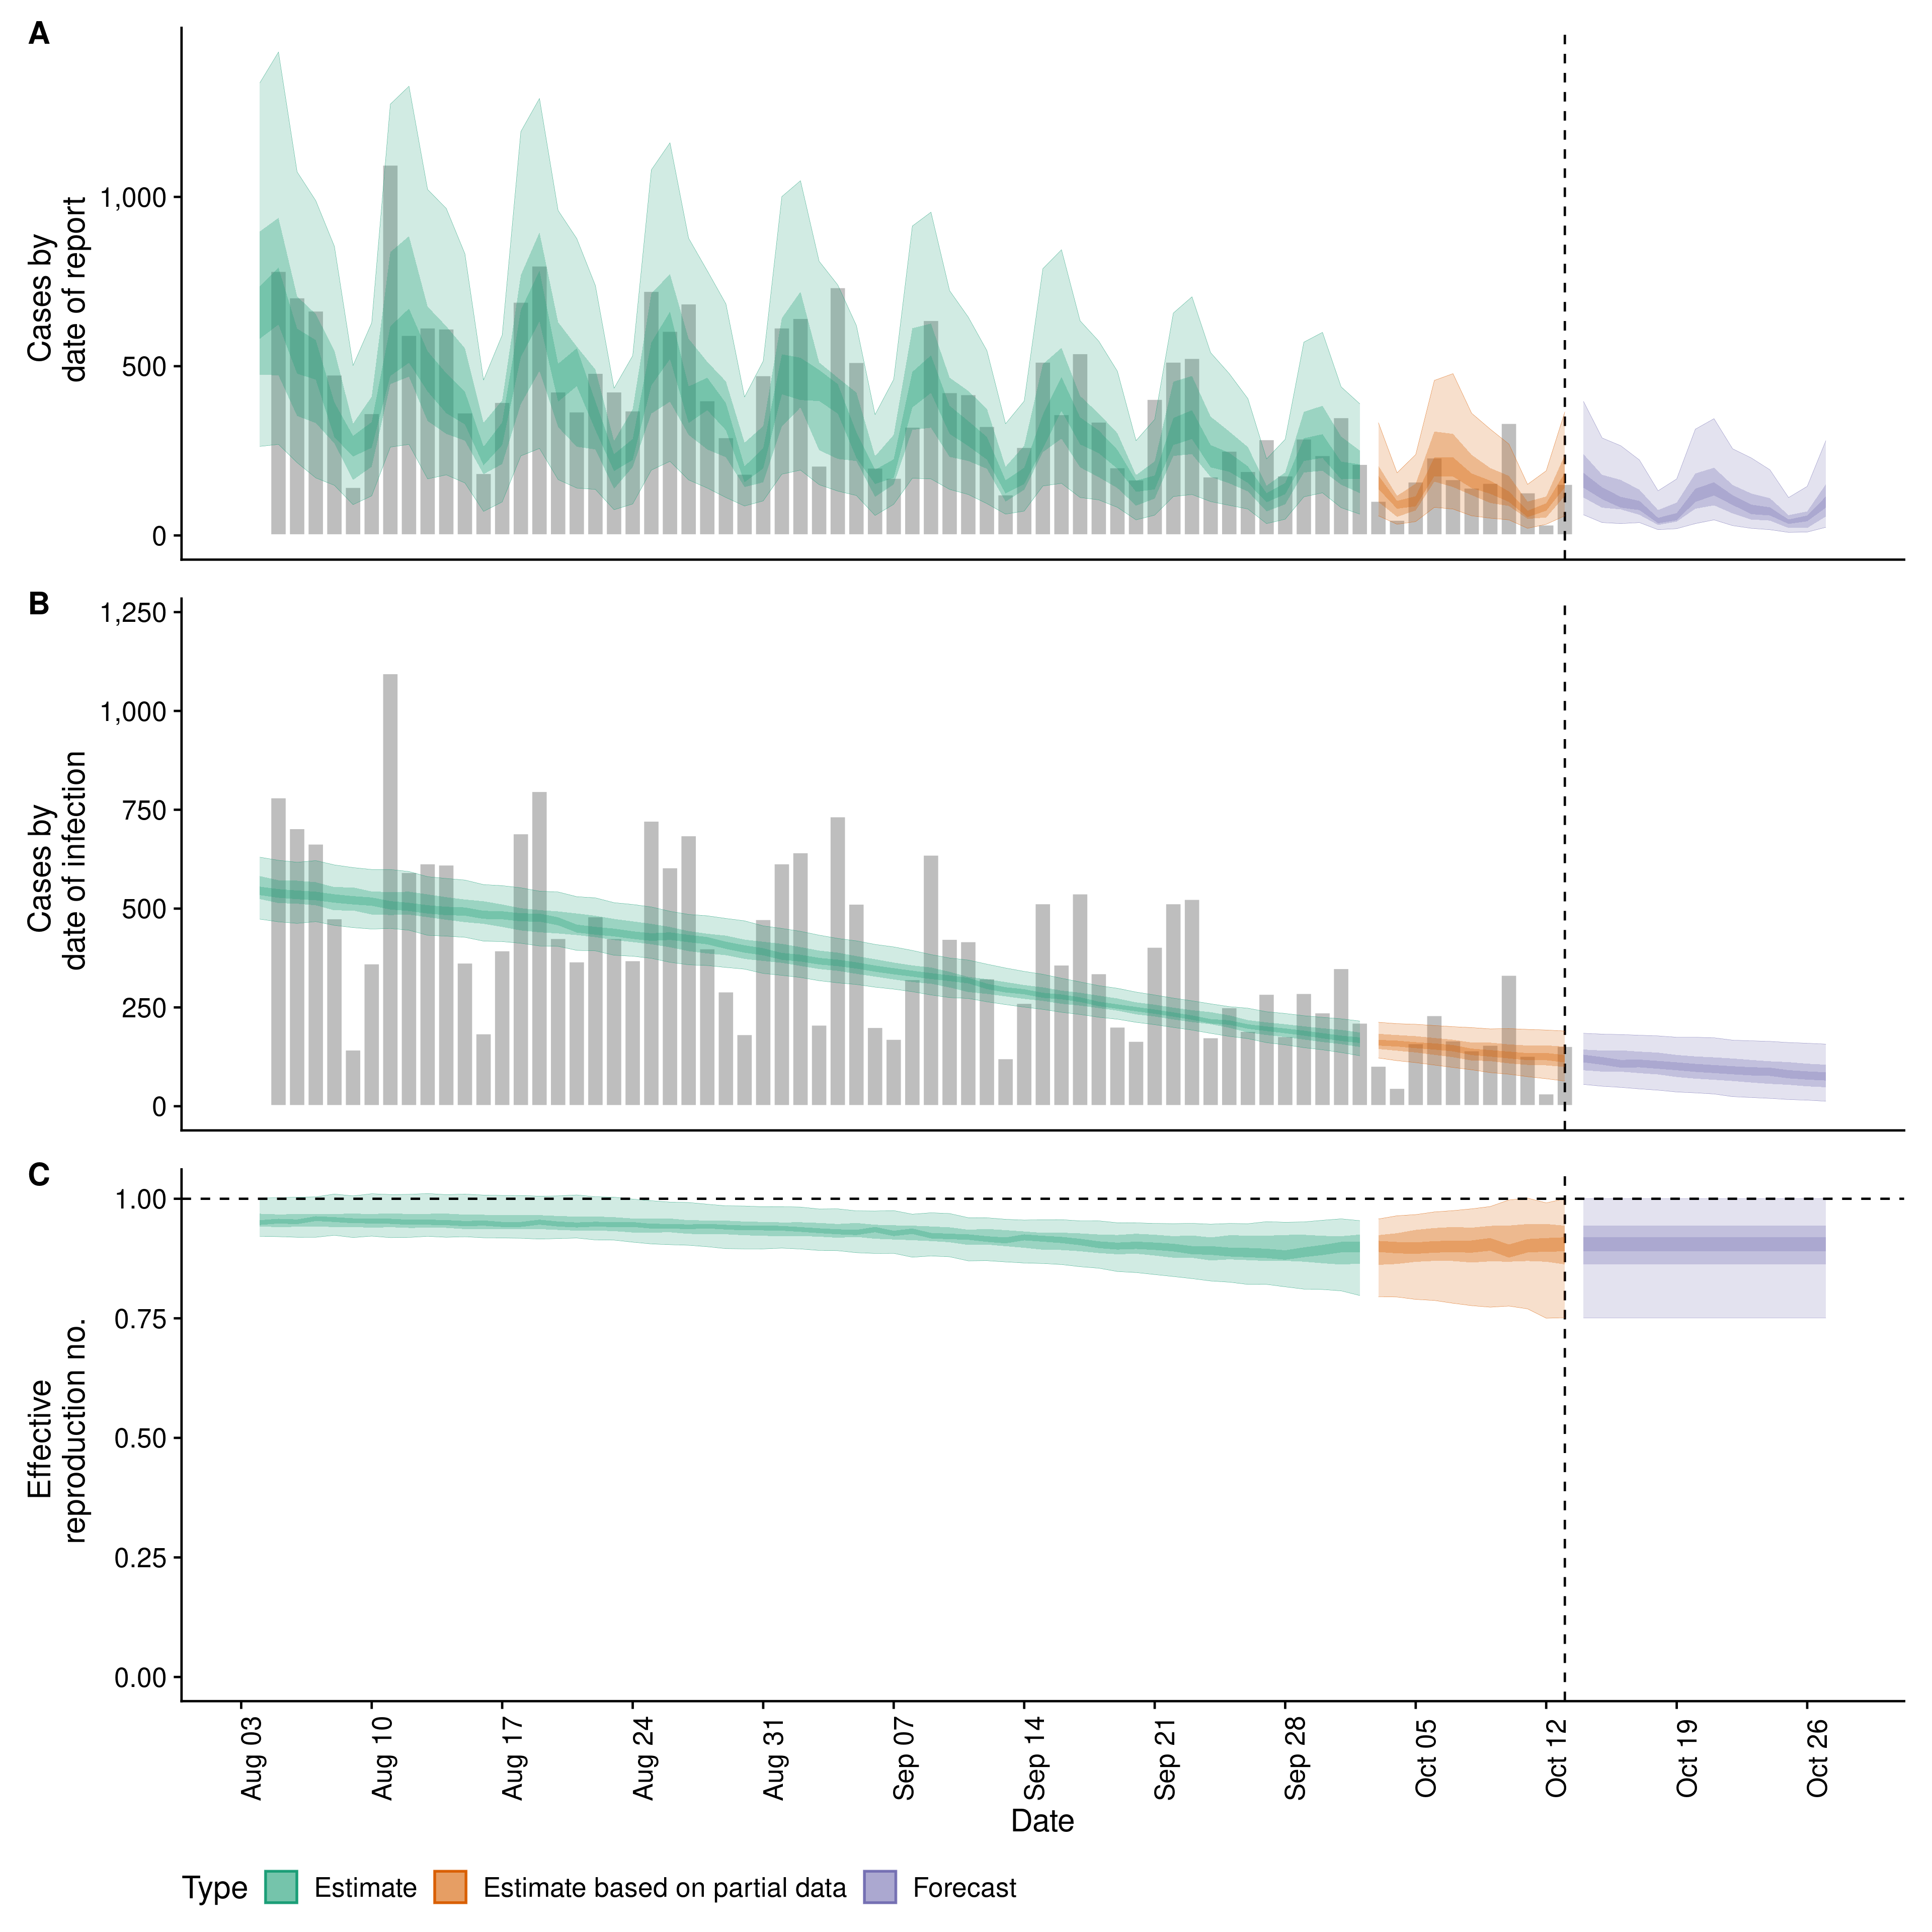 A
Cases by
date of report
1,000
500
0
B
Cases by
date of infection
1,250
1,000
750
500
250
0
C
Effective
reproduction no.
1.00
0.75
0.50
0.25
0.00
Aug 03
Aug 10
Aug 17
Aug 24
Aug 31
Sep 07
Sep 14
Sep 21
Sep 28
Oct 05
Oct 12
Oct 19
Oct 26
Date
Type Estimate Estimate based on partial data Forecast